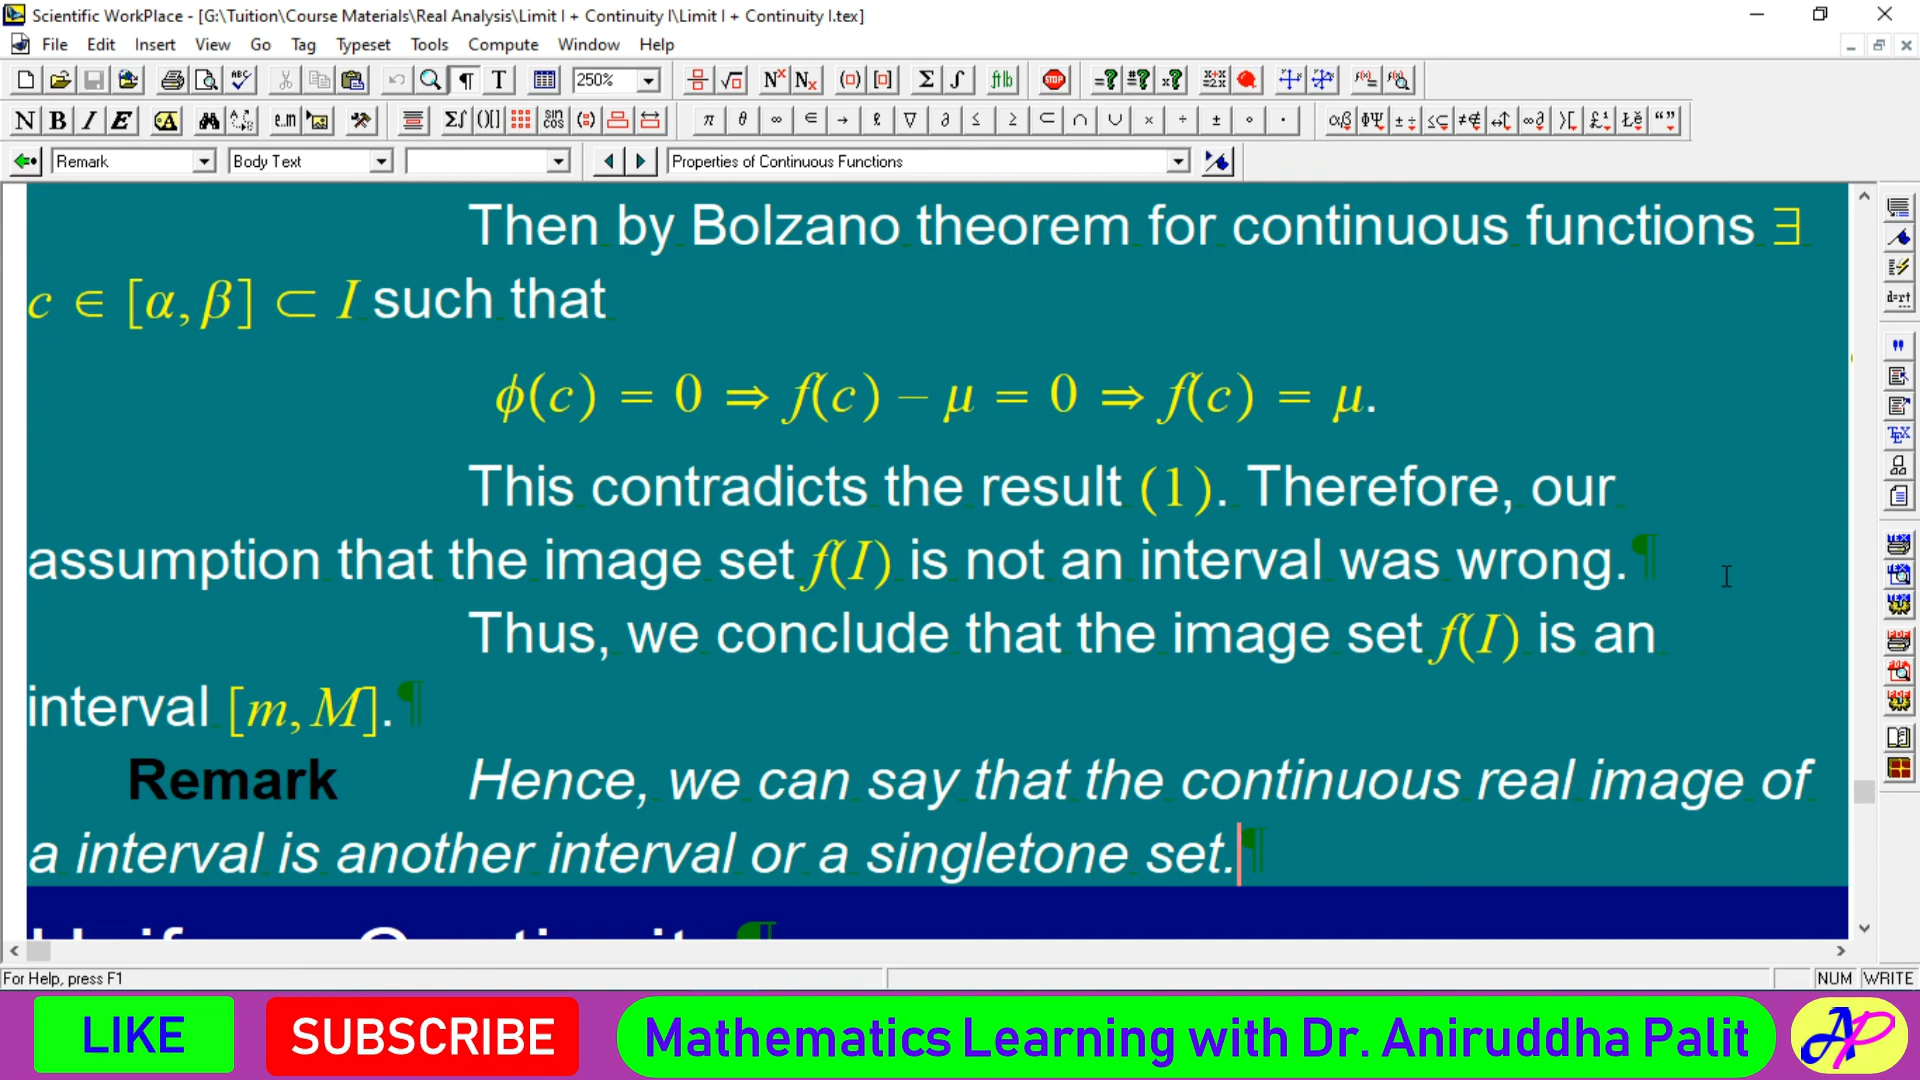 Scientific WorkPlace - [G:\Tuition\Course Materials\Real Analysis\Limit I + Continuity I\Limit I + Continuity I.tex]
File Edit Insert View Go Tag Typeset Tools Compute Window Help
250%
Remark Body Text Properties of Continuous Functions
Then by Bolzano theorem for continuous functions ∃
c ∈ [α, β] ⊂ I such that
ϕ(c) = 0 ⇒ f(c) − μ = 0 ⇒ f(c) = μ.
This contradicts the result (1). Therefore, our
assumption that the image set f(I) is not an interval was wrong.¶
Thus, we conclude that the image set f(I) is an
interval [m, M].¶
Remark Hence, we can say that the continuous real image of
a interval is another interval or a singletone set.¶
For Help, press F1
NUM WRITE
LIKE SUBSCRIBE Mathematics Learning with Dr. Aniruddha Palit AP